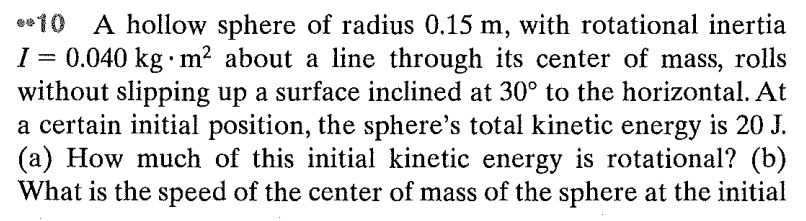 ••10 A hollow sphere of radius 0.15 m, with rotational inertia
I = 0.040 kg · m² about a line through its center of mass, rolls
without slipping up a surface inclined at 30° to the horizontal. At
a certain initial position, the sphere's total kinetic energy is 20 J.
(a) How much of this initial kinetic energy is rotational? (b)
What is the speed of the center of mass of the sphere at the initial